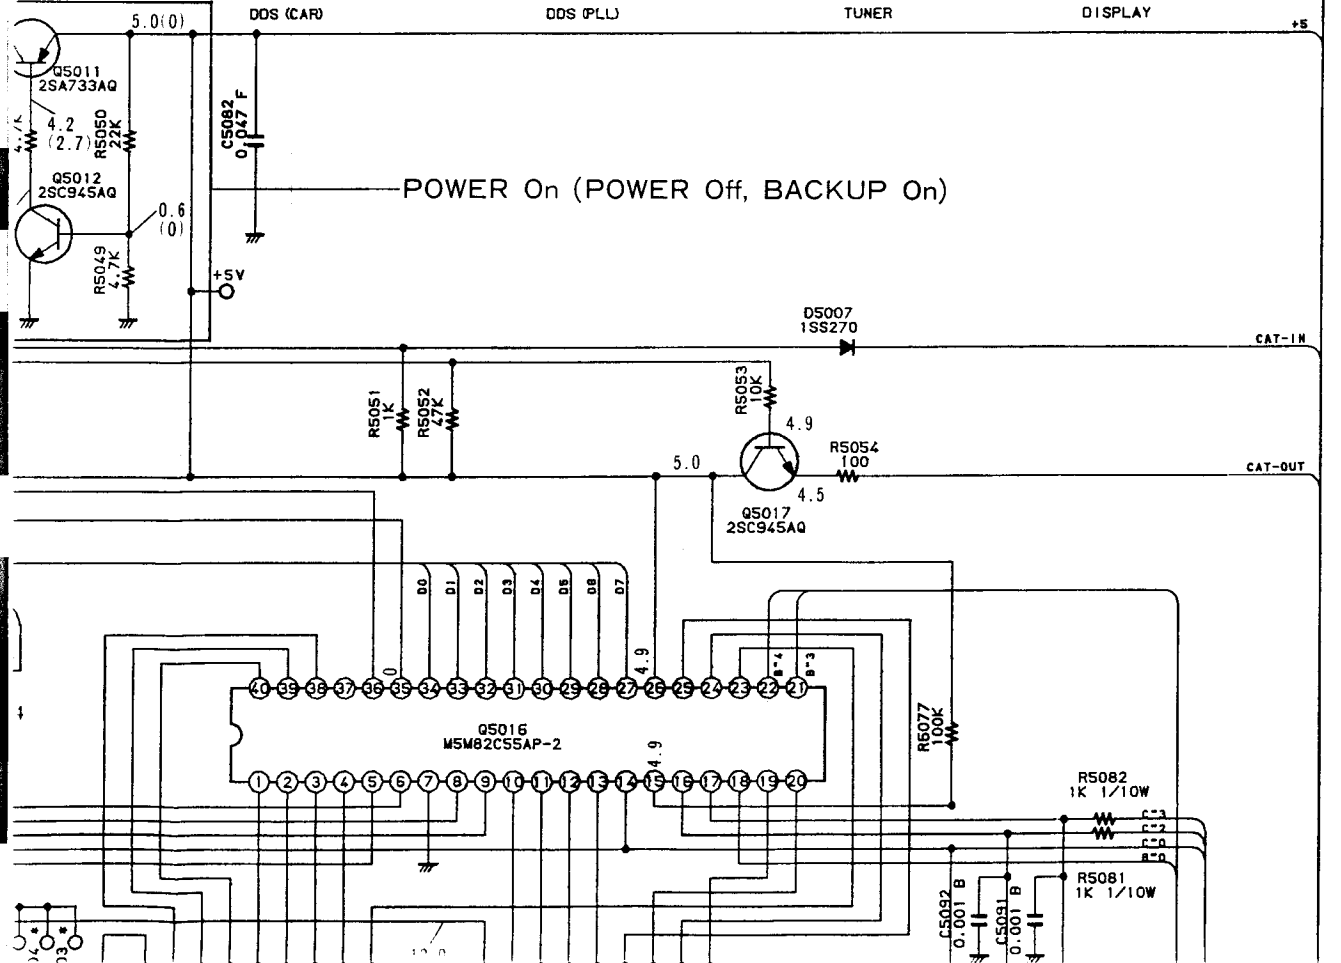 DDS (CAR)
DDS (PLL)
TUNER
DISPLAY
+5
5.0(0)
Q5011
2SA733AQ
4.2
(2.7)
R5050
22K
C5082
0.047 F
4.7K
POWER On (POWER Off, BACKUP On)
Q5012
2SC945AQ
0.6
(0)
R5049
4.7K
+5V
D5007
1SS270
CAT-IN
R5051
1K
R5052
47K
R5053
10K
4.9
R5054
100
5.0
CAT-OUT
4.5
Q5017
2SC945AQ
D0
D1
D2
D3
D4
D5
D6
D7
0
4.9
B"4
B"3
40 39 38 37 36 35 34 33 32 31 30 29 28 27 26 25 24 23 22 21
Q5016
M5M82C55AP-2
4.9
R5077
100K
1 2 3 4 5 6 7 8 9 10 11 12 13 14 15 16 17 18 19 20
R5082
1K 1/10W
B"0
R5081
1K 1/10W
C5092
0.001 B
C5091
0.001 B
*
*